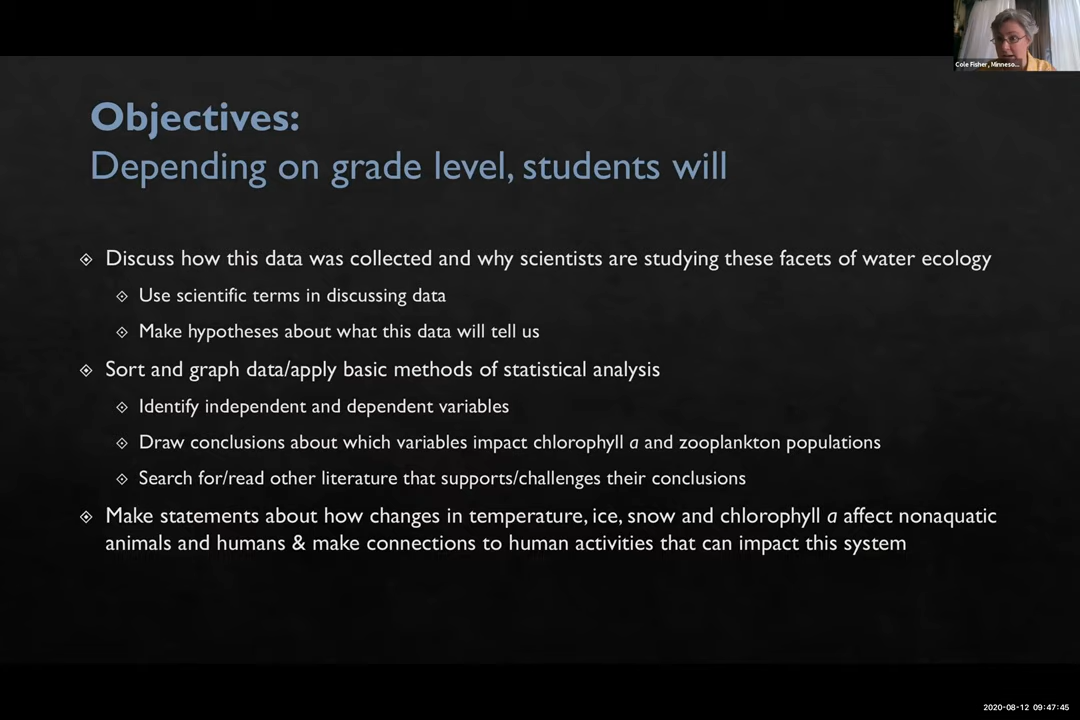 Cole Fisher, Minneso...
Objectives:
Depending on grade level, students will
Discuss how this data was collected and why scientists are studying these facets of water ecology
Use scientific terms in discussing data
Make hypotheses about what this data will tell us
Sort and graph data/apply basic methods of statistical analysis
Identify independent and dependent variables
Draw conclusions about which variables impact chlorophyll a and zooplankton populations
Search for/read other literature that supports/challenges their conclusions
Make statements about how changes in temperature, ice, snow and chlorophyll a affect nonaquatic
animals and humans & make connections to human activities that can impact this system
2020-08-12 09:47:45